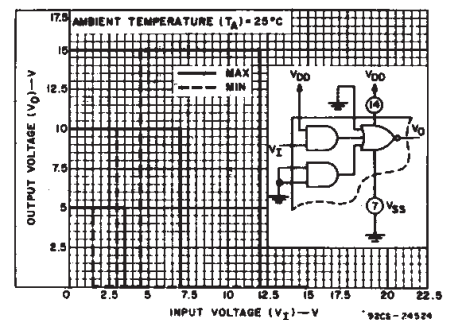 AMBIENT TEMPERATURE (TA)=25°C
17.5
15
12.5
10
7.5
5
2.5
0
OUTPUT VOLTAGE (VO)—V
MAX
MIN
VDD
VDD
14
VI
VO
7
VSS
0 2.5 5 7.5 10 12.5 15 17.5 20 22.5
INPUT VOLTAGE (VI)—V
92CS-24524